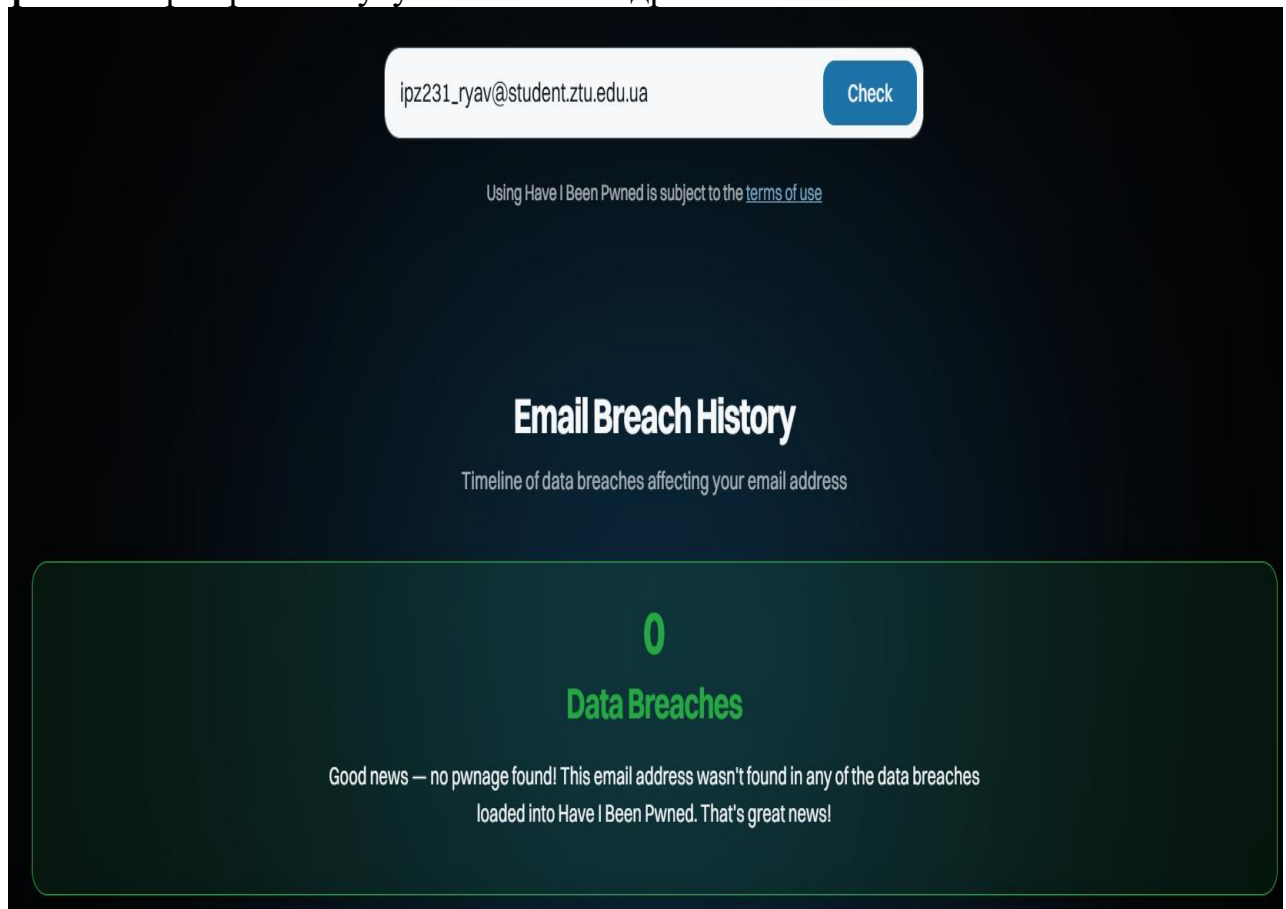 ipz231_ryav@student.ztu.edu.ua
Check
Using Have I Been Pwned is subject to the terms of use
Email Breach History
Timeline of data breaches affecting your email address
0
Data Breaches
Good news — no pwnage found! This email address wasn't found in any of the data breaches
loaded into Have I Been Pwned. That's great news!